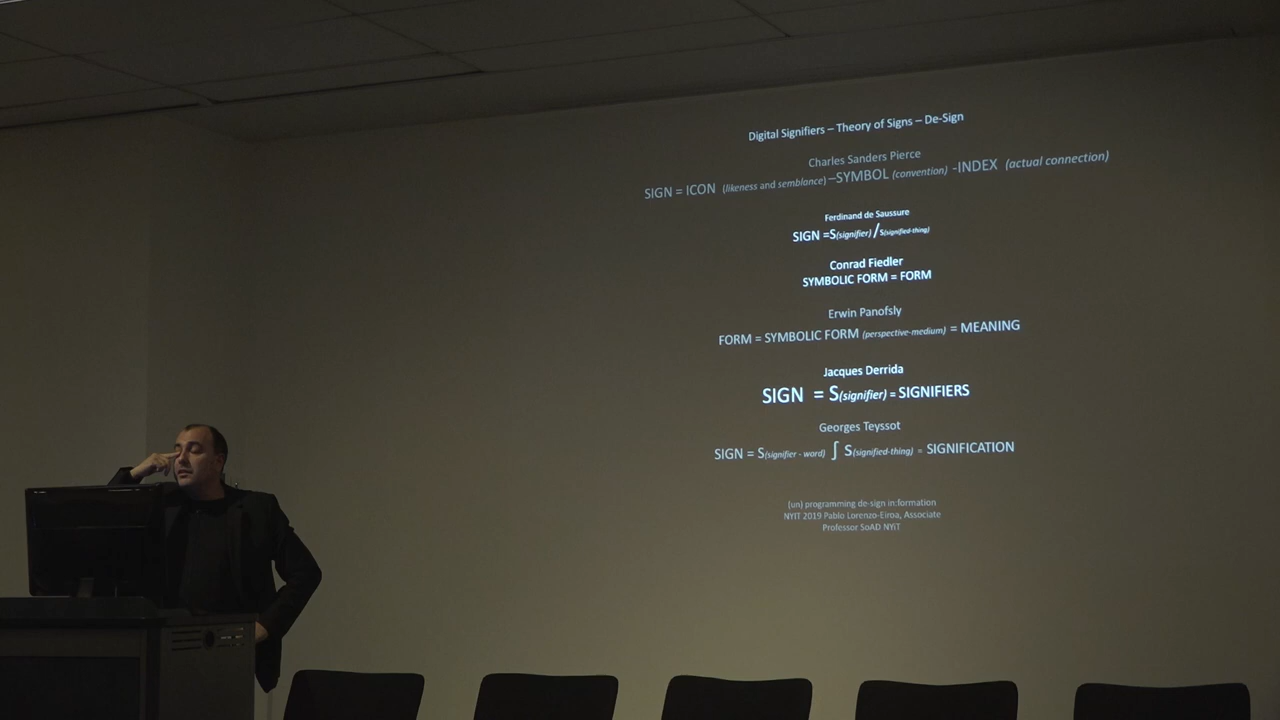 Digital Signifiers – Theory of Signs – De-Sign
Charles Sanders Pierce
SIGN = ICON (likeness and semblance) –SYMBOL (convention) -INDEX (actual connection)
Ferdinand de Saussure
SIGN =S(signifier) / S(signified-thing)
Conrad Fiedler
SYMBOLIC FORM = FORM
Erwin Panofsly
FORM = SYMBOLIC FORM (perspective-medium) = MEANING
Jacques Derrida
SIGN = S(signifier) = SIGNIFIERS
Georges Teyssot
SIGN = S(signifier - word) ∫ S(signified-thing) = SIGNIFICATION
(un) programming de-sign in:formation
NYIT 2019 Pablo Lorenzo-Eiroa, Associate
Professor SoAD NYiT